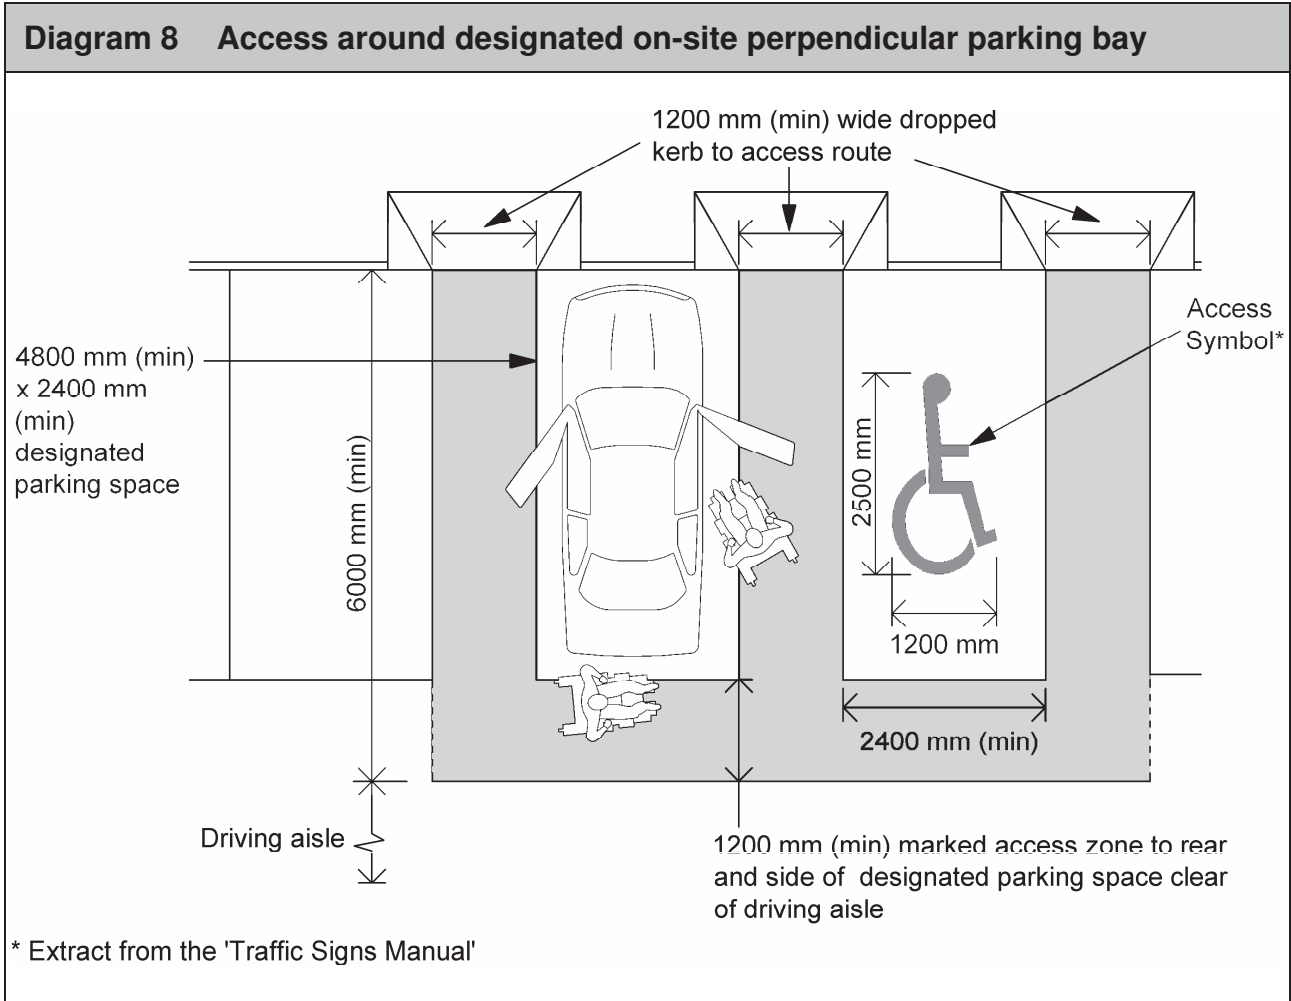 Diagram 8 Access around designated on-site perpendicular parking bay
1200 mm (min) wide dropped
kerb to access route
Access
Symbol*
4800 mm (min)
x 2400 mm
(min)
designated
parking space
6000 mm (min)
2500 mm
1200 mm
2400 mm (min)
Driving aisle
1200 mm (min) marked access zone to rear
and side of designated parking space clear
of driving aisle
* Extract from the 'Traffic Signs Manual'